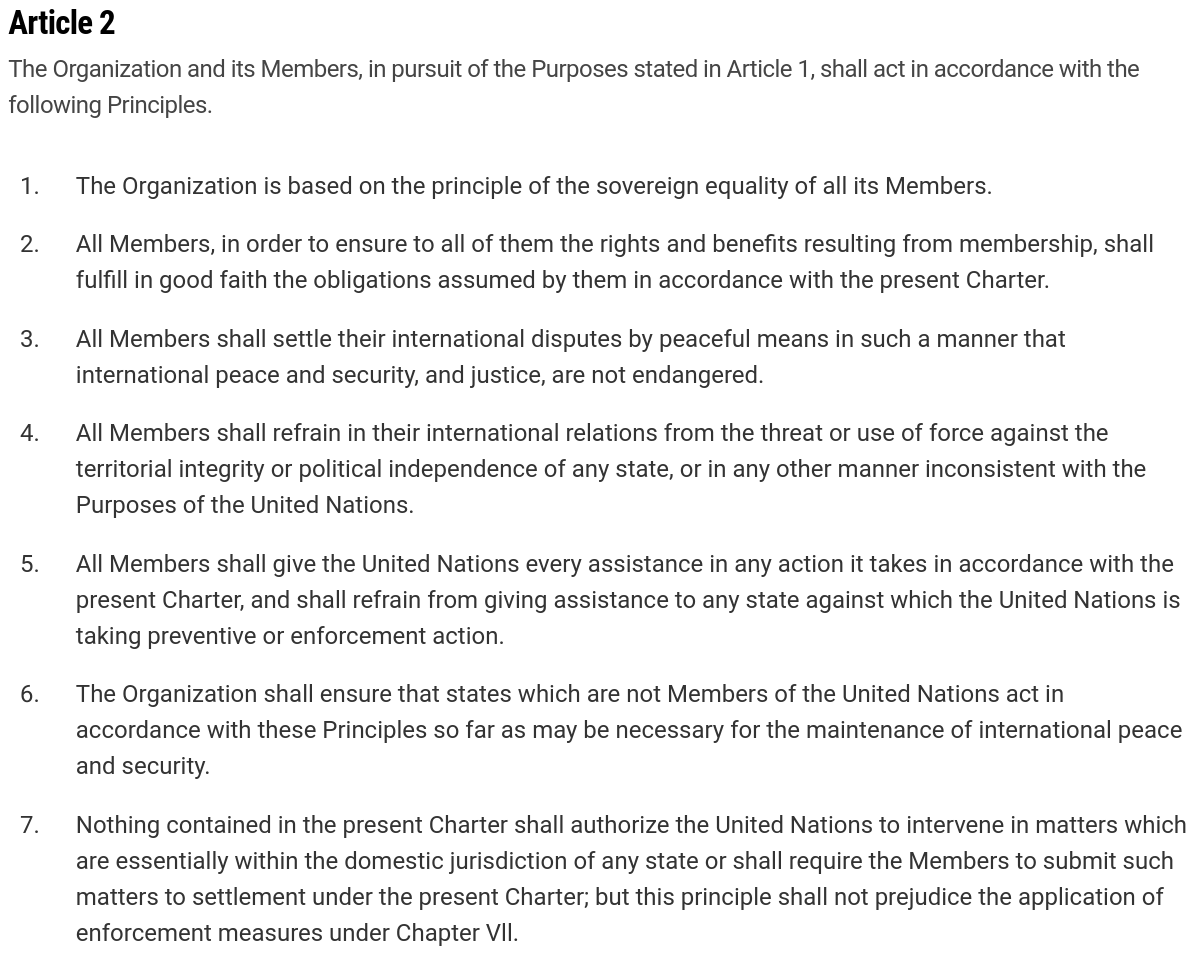 Article 2
The Organization and its Members, in pursuit of the Purposes stated in Article 1, shall act in accordance with the
following Principles.
1. The Organization is based on the principle of the sovereign equality of all its Members.
2. All Members, in order to ensure to all of them the rights and benefits resulting from membership, shall
fulfill in good faith the obligations assumed by them in accordance with the present Charter.
3. All Members shall settle their international disputes by peaceful means in such a manner that
international peace and security, and justice, are not endangered.
4. All Members shall refrain in their international relations from the threat or use of force against the
territorial integrity or political independence of any state, or in any other manner inconsistent with the
Purposes of the United Nations.
5. All Members shall give the United Nations every assistance in any action it takes in accordance with the
present Charter, and shall refrain from giving assistance to any state against which the United Nations is
taking preventive or enforcement action.
6. The Organization shall ensure that states which are not Members of the United Nations act in
accordance with these Principles so far as may be necessary for the maintenance of international peace
and security.
7. Nothing contained in the present Charter shall authorize the United Nations to intervene in matters which
are essentially within the domestic jurisdiction of any state or shall require the Members to submit such
matters to settlement under the present Charter; but this principle shall not prejudice the application of
enforcement measures under Chapter Vll.